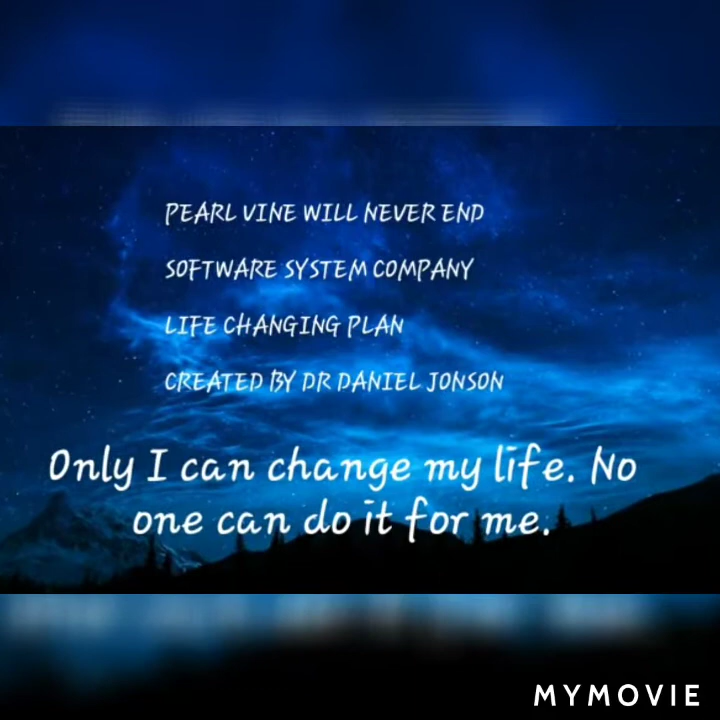 PEARL VINE WILL NEVER END
SOFTWARE SYSTEM COMPANY
LIFE CHANGING PLAN
CREATED BY DR DANIEL JONSON
Only I can change my life. No
one can do it for me.
MYMOVIE